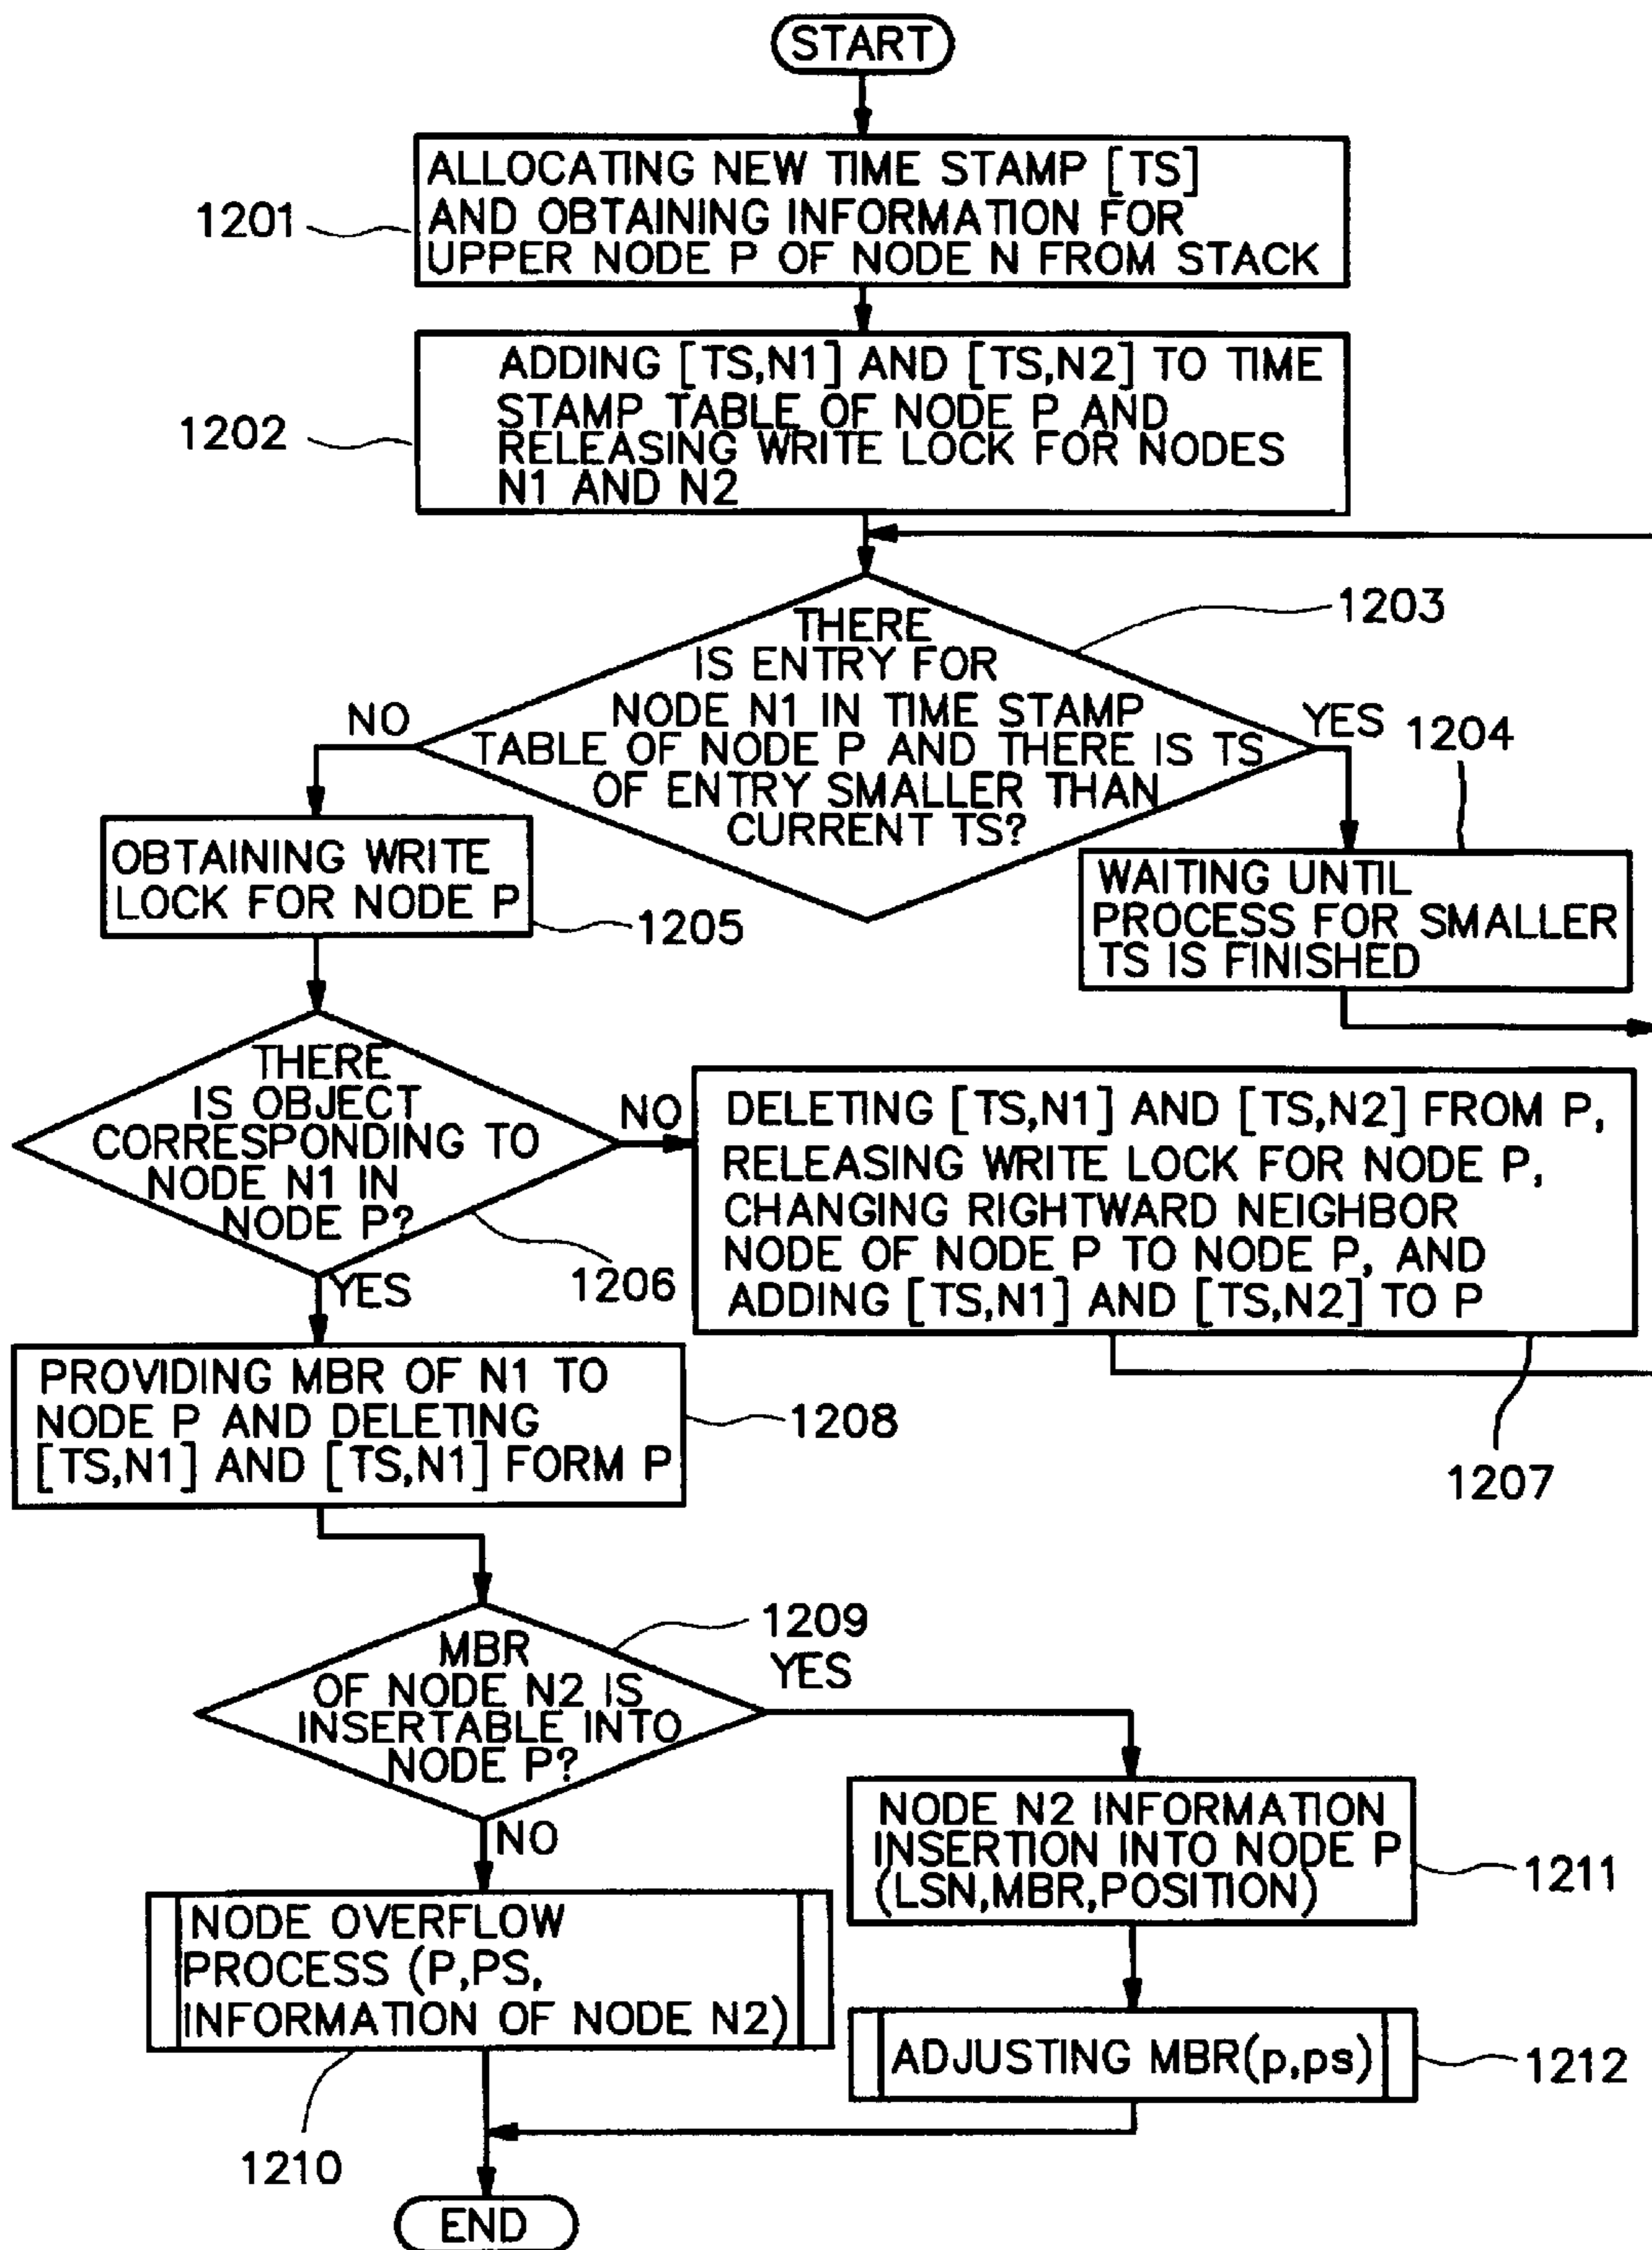 START
ALLOCATING NEW TIME STAMP [TS]
AND OBTAINING INFORMATION FOR
UPPER NODE P OF NODE N FROM STACK
1201
ADDING [TS,N1] AND [TS,N2] TO TIME
STAMP TABLE OF NODE P AND
RELEASING WRITE LOCK FOR NODES
N1 AND N2
1202
THERE
IS ENTRY FOR
NODE N1 IN TIME STAMP
TABLE OF NODE P AND THERE IS TS
OF ENTRY SMALLER THAN
CURRENT TS?
1203
NO
YES
1204
OBTAINING WRITE
LOCK FOR NODE P
1205
WAITING UNTIL
PROCESS FOR SMALLER
TS IS FINISHED
THERE
IS OBJECT
CORRESPONDING TO
NODE N1 IN
NODE P?
NO
1206
YES
DELETING [TS,N1] AND [TS,N2] FROM P,
RELEASING WRITE LOCK FOR NODE P,
CHANGING RIGHTWARD NEIGHBOR
NODE OF NODE P TO NODE P, AND
ADDING [TS,N1] AND [TS,N2] TO P
1207
PROVIDING MBR OF N1 TO
NODE P AND DELETING
[TS,N1] AND [TS,N1] FORM P
1208
MBR
OF NODE N2 IS
INSERTABLE INTO
NODE P?
1209
YES
NO
NODE N2 INFORMATION
INSERTION INTO NODE P
(LSN,MBR,POSITION)
1211
NODE OVERFLOW
PROCESS (P,PS,
INFORMATION OF NODE N2)
1210
ADJUSTING MBR(p,ps)
1212
END